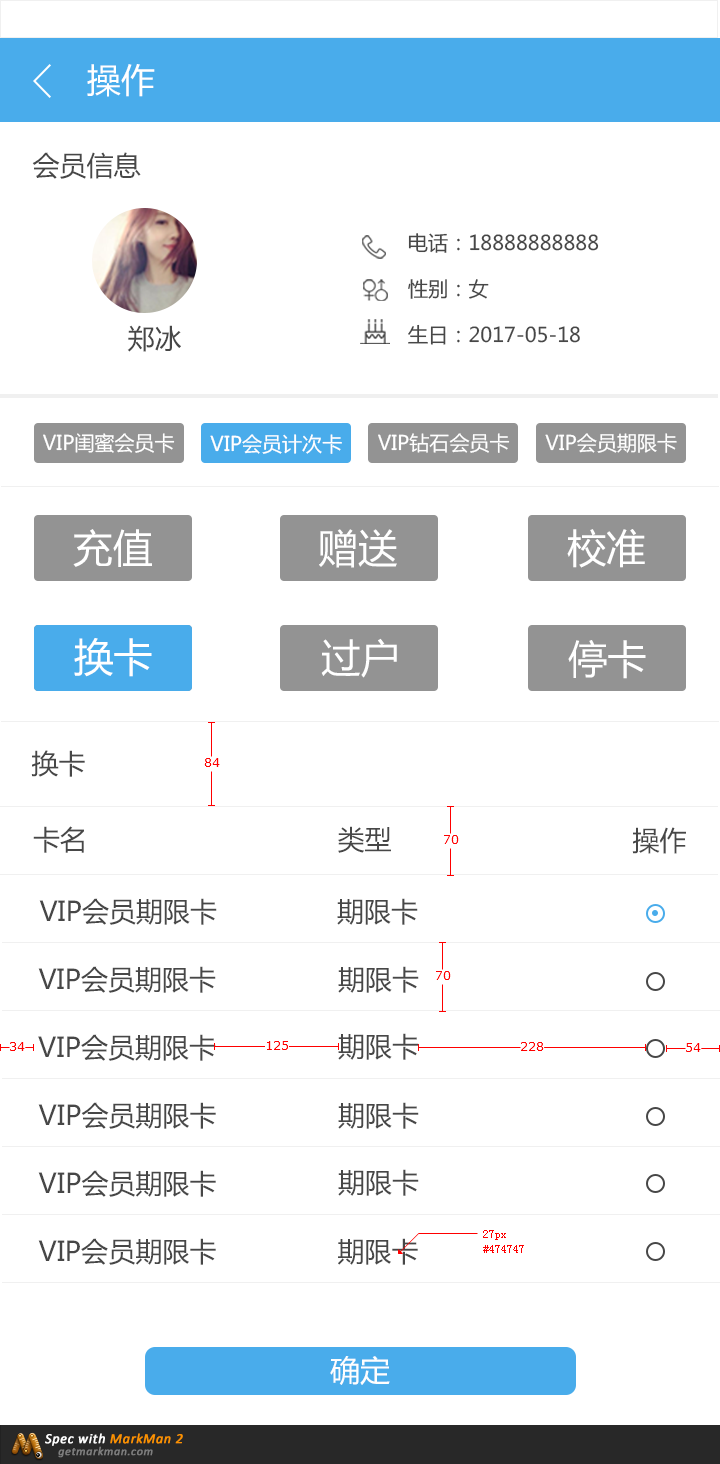 操作
会员信息
电话：18888888888
性别：女
生日：2017-05-18
郑冰
VIP闺蜜会员卡 VIP会员计次卡 VIP钻石会员卡 VIP会员期限卡
充值 赠送 校准
换卡 过户 停卡
换卡 84
卡名 类型 70 操作
VIP会员期限卡 期限卡
VIP会员期限卡 期限卡 70
34 VIP会员期限卡 125 期限卡 228 54
VIP会员期限卡 期限卡
VIP会员期限卡 期限卡
VIP会员期限卡 期限卡 27px
#474747
确定
Spec with MarkMan 2
getmarkman.com